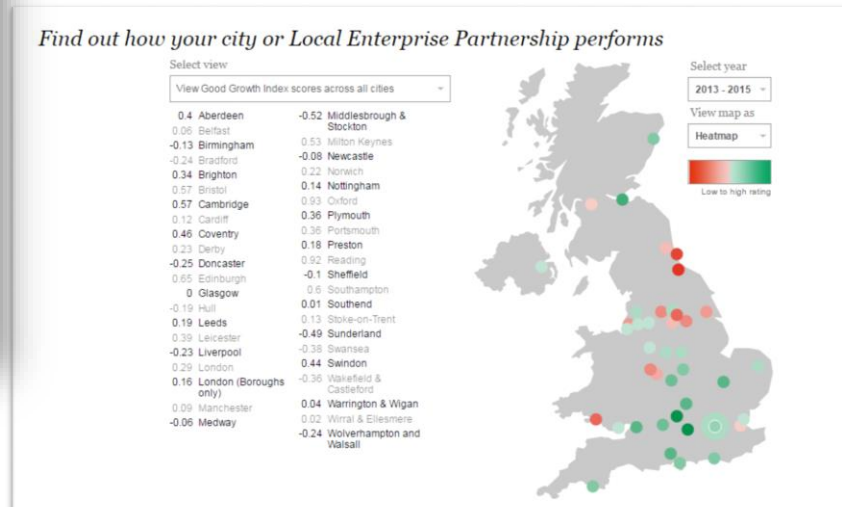 Find out how your city or Local Enterprise Partnership performs
Select view
View Good Growth Index scores across all cities
0.4 Aberdeen
0.06 Belfast
-0.13 Birmingham
-0.24 Bradford
0.34 Brighton
0.57 Bristol
0.57 Cambridge
0.12 Cardiff
0.46 Coventry
0.23 Derby
-0.25 Doncaster
0.65 Edinburgh
0 Glasgow
-0.19 Hull
0.19 Leeds
0.39 Leicester
-0.23 Liverpool
0.29 London
0.16 London (Boroughs
only)
0.09 Manchester
-0.06 Medway
-0.52 Middlesbrough &
Stockton
0.53 Milton Keynes
-0.08 Newcastle
0.22 Norwich
0.14 Nottingham
0.93 Oxford
0.36 Plymouth
0.36 Portsmouth
0.18 Preston
0.92 Reading
-0.1 Sheffield
0.6 Southampton
0.01 Southend
0.13 Stoke-on-Trent
-0.49 Sunderland
-0.38 Swansea
0.44 Swindon
-0.36 Wakefield &
Castleford
0.04 Warrington & Wigan
0.02 Wirral & Ellesmere
-0.24 Wolverhampton and
Walsall
Select year
2013 - 2015
View map as
Heatmap
Low to high rating